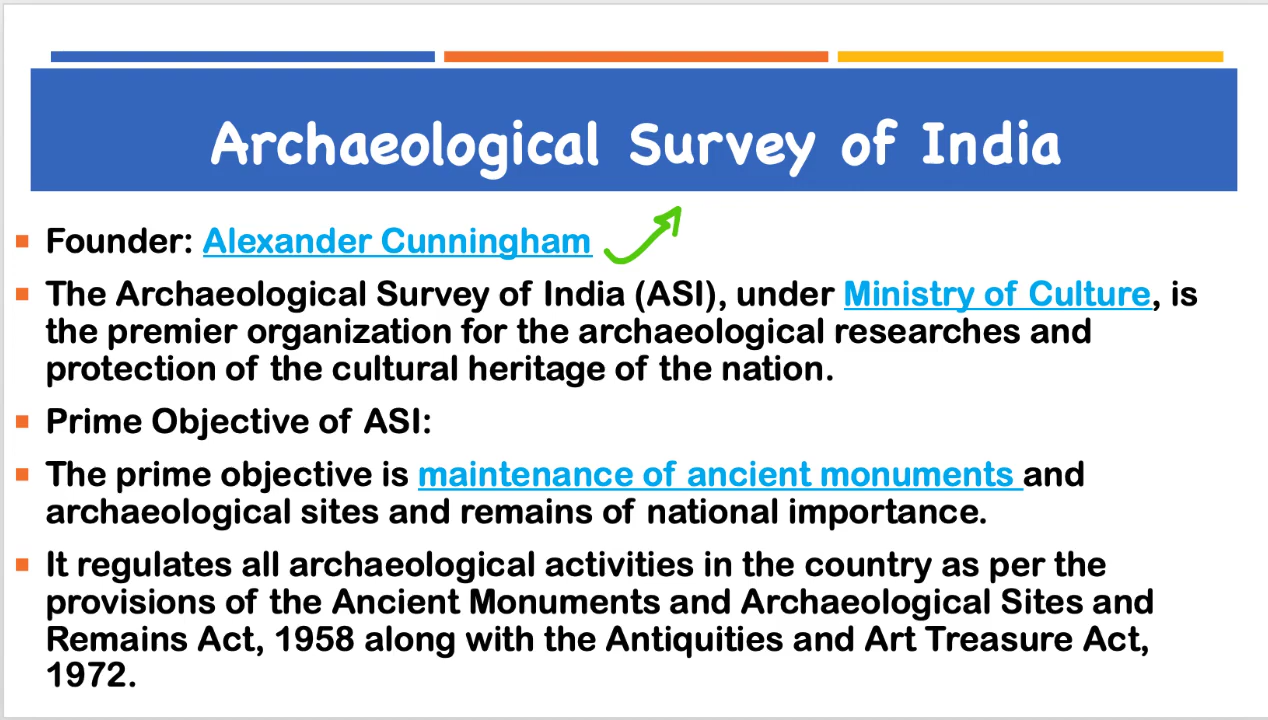 Archaeological Survey of India
Founder: Alexander Cunningham
The Archaeological Survey of India (ASI), under Ministry of Culture, is
the premier organization for the archaeological researches and
protection of the cultural heritage of the nation.
Prime Objective of ASI:
The prime objective is maintenance of ancient monuments and
archaeological sites and remains of national importance.
It regulates all archaeological activities in the country as per the
provisions of the Ancient Monuments and Archaeological Sites and
Remains Act, 1958 along with the Antiquities and Art Treasure Act,
1972.